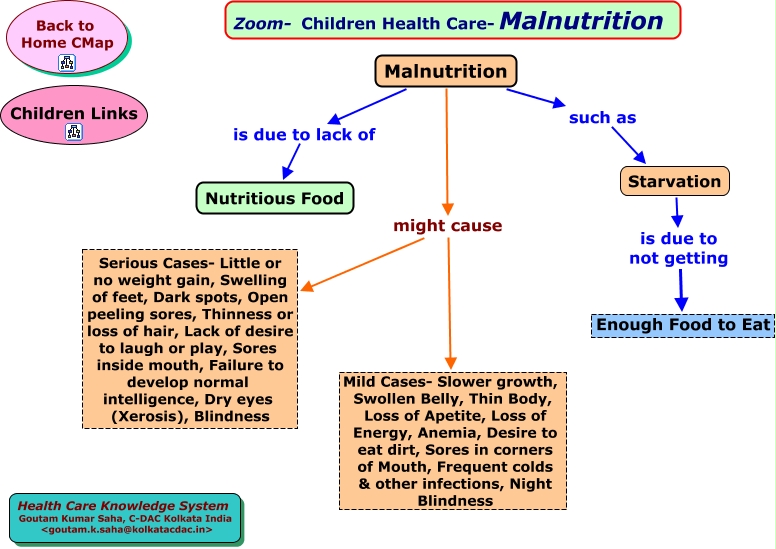 Back to
Home CMap
Zoom- Children Health Care- Malnutrition
Children Links
Malnutrition
is due to lack of
such as
Nutritious Food
Starvation
might cause
is due to
not getting
Enough Food to Eat
Serious Cases- Little or
no weight gain, Swelling
of feet, Dark spots, Open
peeling sores, Thinness or
loss of hair, Lack of desire
to laugh or play, Sores
inside mouth, Failure to
develop normal
intelligence, Dry eyes
(Xerosis), Blindness
Mild Cases- Slower growth,
Swollen Belly, Thin Body,
Loss of Apetite, Loss of
Energy, Anemia, Desire to
eat dirt, Sores in corners
of Mouth, Frequent colds
& other infections, Night
Blindness
Health Care Knowledge System
Goutam Kumar Saha, C-DAC Kolkata India
<goutam.k.saha@kolkatacdac.in>